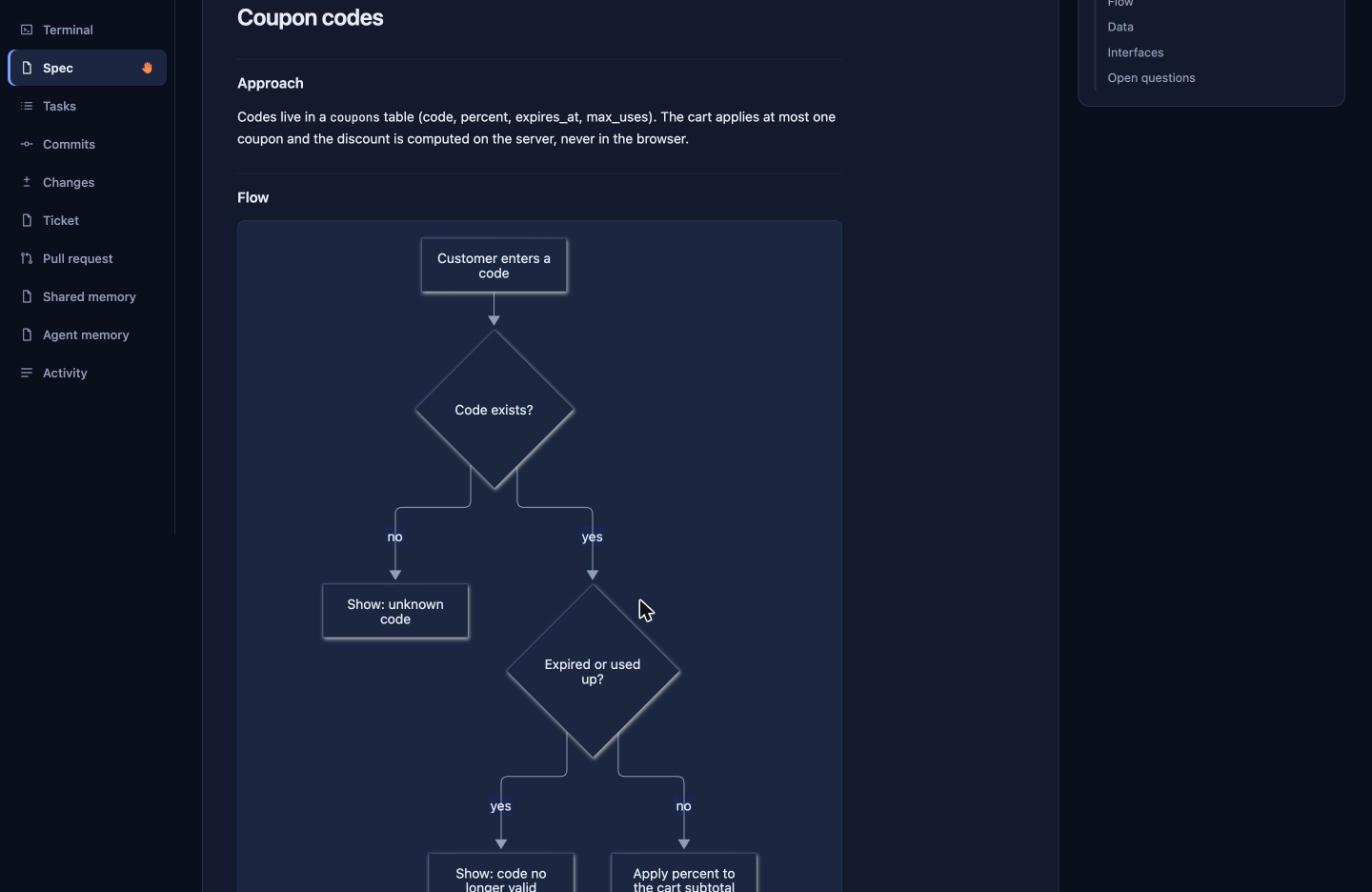 Terminal
Spec
Tasks
Commits
Changes
Ticket
Pull request
Shared memory
Agent memory
Activity
Coupon codes
Approach
Codes live in a coupons table (code, percent, expires_at, max_uses). The cart applies at most one
coupon and the discount is computed on the server, never in the browser.
Flow
Customer enters a
code
Code exists?
no
yes
Show: unknown
code
Expired or used
up?
yes
no
Show: code no
longer valid
Apply percent to
the cart subtotal
Flow
Data
Interfaces
Open questions